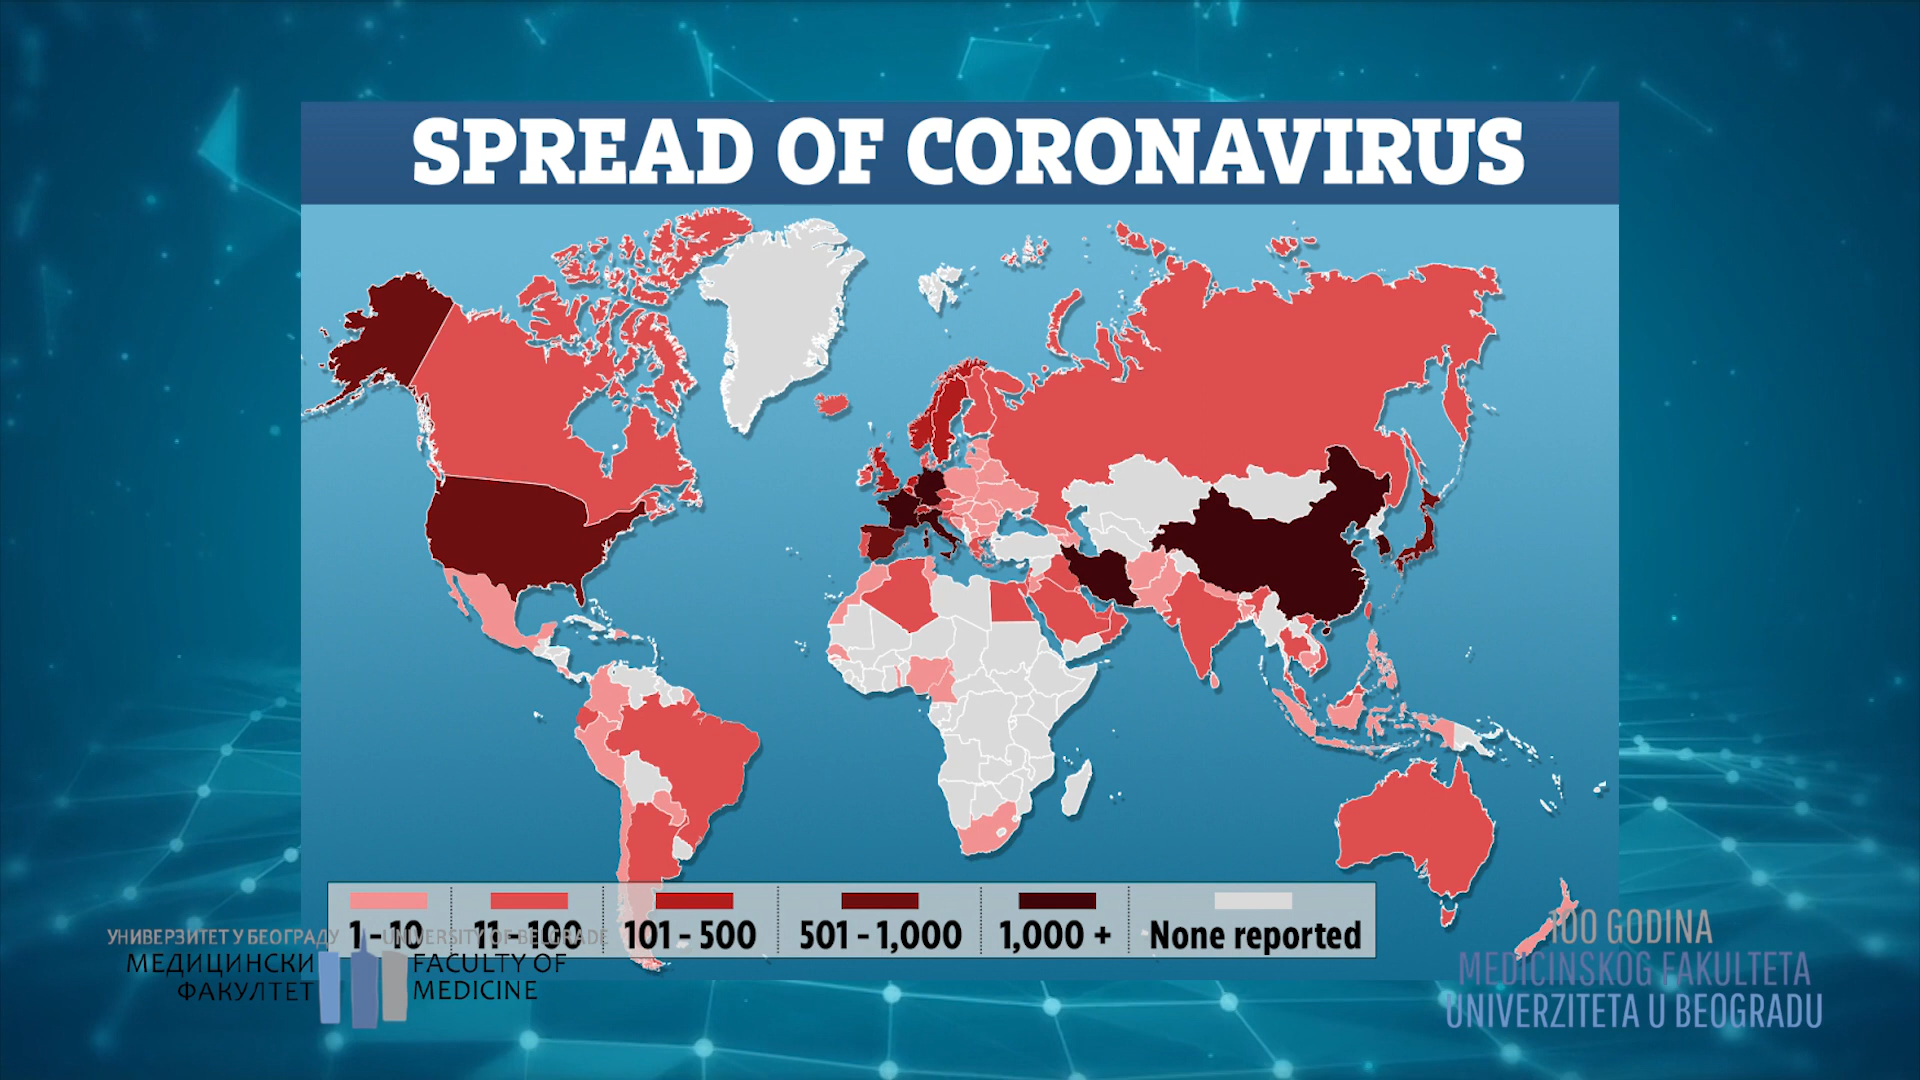 SPREAD OF CORONAVIRUS
1 - 10
11 - 100
101 - 500
501 - 1,000
1,000 +
None reported
УНИВЕРЗИТЕТ У БЕОГРАДУ
МЕДИЦИНСКИ
ФАКУЛТЕТ
UNIVERSITY OF BELGRADE
FACULTY OF
MEDICINE
100 GODINA
MEDICINSKOG FAKULTETA
UNIVERZITETA U BEOGRADU